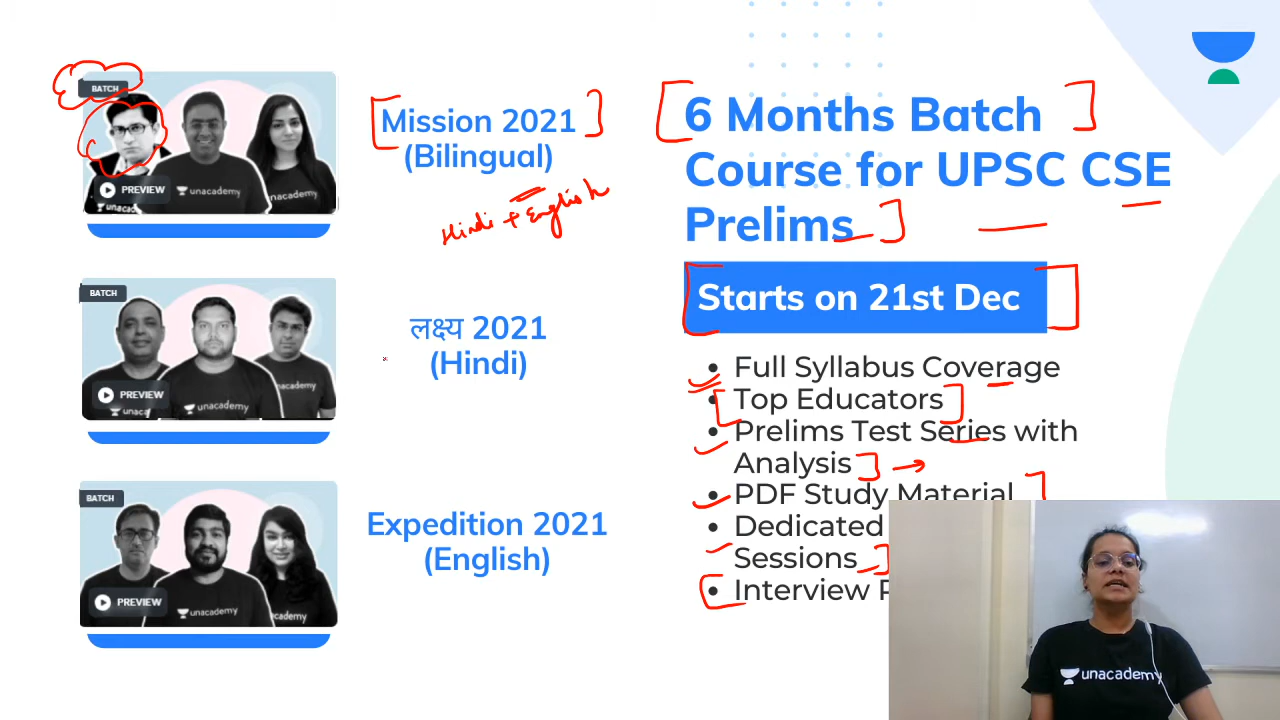 BATCH
PREVIEW
unacademy
Mission 2021
(Bilingual)
Hindi + English
BATCH
PREVIEW
unacademy
unacademy
लक्ष्य 2021
(Hindi)
BATCH
PREVIEW
unacademy
Expedition 2021
(English)
6 Months Batch
Course for UPSC CSE
Prelims
Starts on 21st Dec
• Full Syllabus Coverage
• Top Educators
• Prelims Test Series with
Analysis
• PDF Study Material
• Dedicated
Sessions
• Interview
unacademy